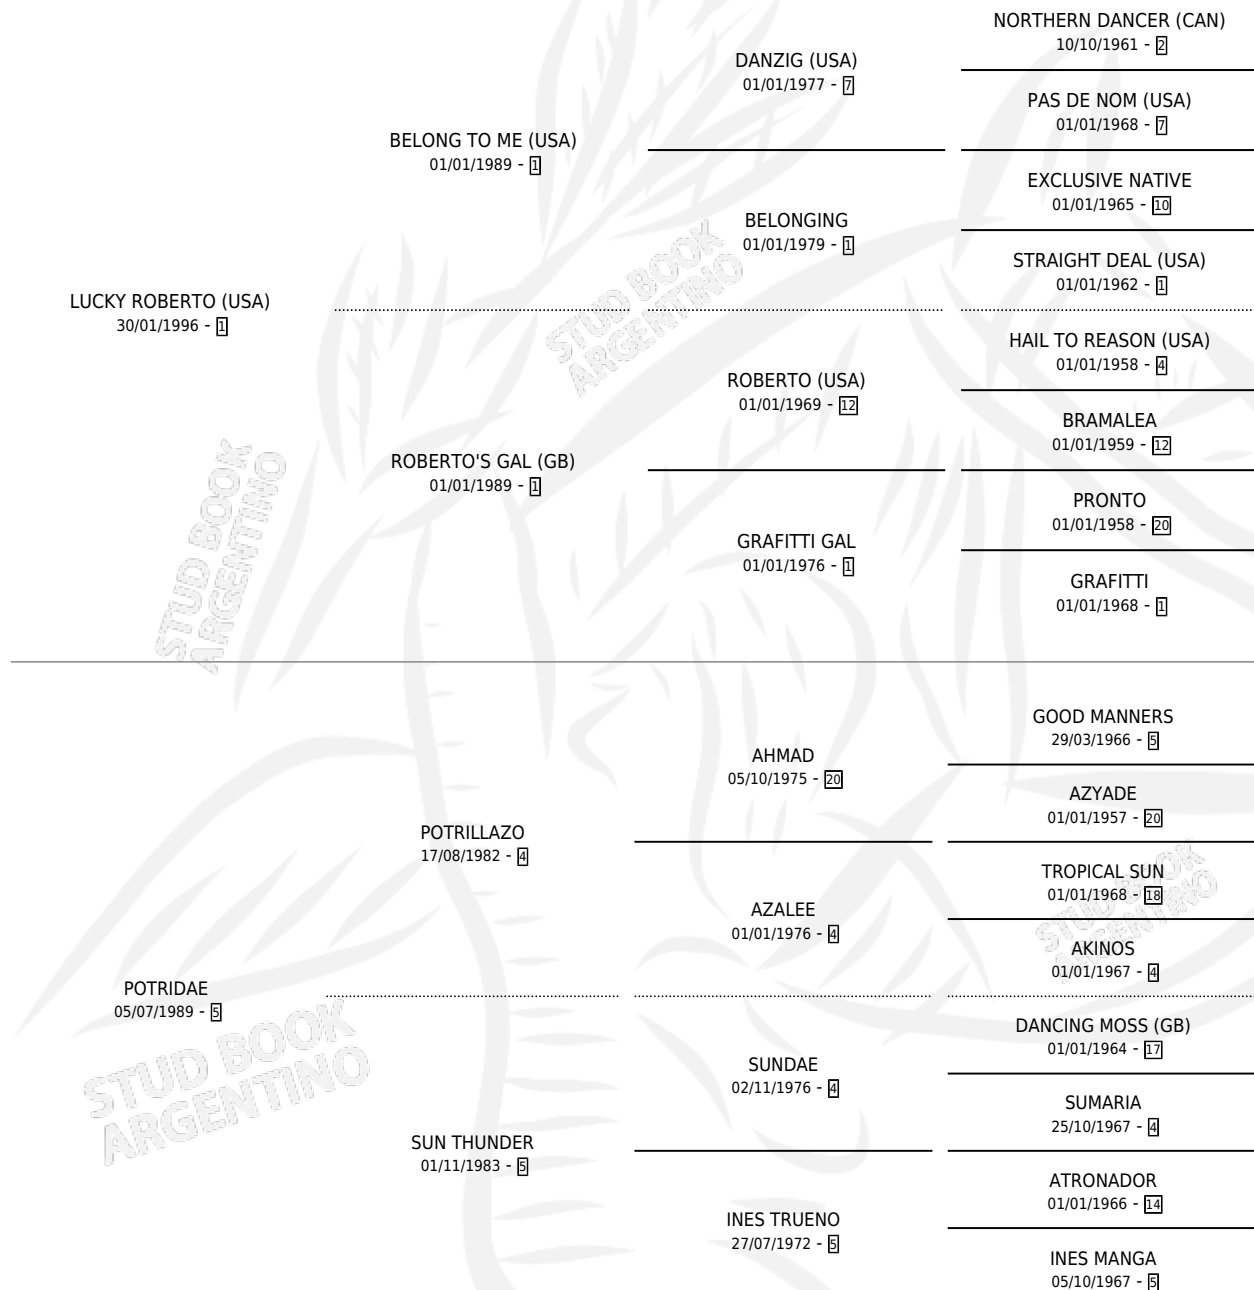 NORTHERN DANCER (CAN)
10/10/1961 - 2
DANZIG (USA)
01/01/1977 - 7
PAS DE NOM (USA)
01/01/1968 - 7
BELONG TO ME (USA)
01/01/1989 - 1
EXCLUSIVE NATIVE
01/01/1965 - 10
BELONGING
01/01/1979 - 1
STRAIGHT DEAL (USA)
01/01/1962 - 1
LUCKY ROBERTO (USA)
30/01/1996 - 1
HAIL TO REASON (USA)
01/01/1958 - 4
ROBERTO (USA)
01/01/1969 - 12
BRAMALEA
01/01/1959 - 12
ROBERTO'S GAL (GB)
01/01/1989 - 1
PRONTO
01/01/1958 - 20
GRAFITTI GAL
01/01/1976 - 1
GRAFITTI
01/01/1968 - 1
GOOD MANNERS
29/03/1966 - 5
AHMAD
05/10/1975 - 20
AZYADE
01/01/1957 - 20
POTRILLAZO
17/08/1982 - 4
TROPICAL SUN
01/01/1968 - 18
AZALEE
01/01/1976 - 4
AKINOS
01/01/1967 - 4
POTRIDAE
05/07/1989 - 5
DANCING MOSS (GB)
01/01/1964 - 17
SUNDAE
02/11/1976 - 4
SUMARIA
25/10/1967 - 4
SUN THUNDER
01/11/1983 - 5
ATRONADOR
01/01/1966 - 14
INES TRUENO
27/07/1972 - 5
INES MANGA
05/10/1967 - 5
STUD BOOK
ARGENTINO
STUD BOOK
ARGENTINO
STUD BOOK
ARGENTINO
STUD BOOK
ARGENTINO